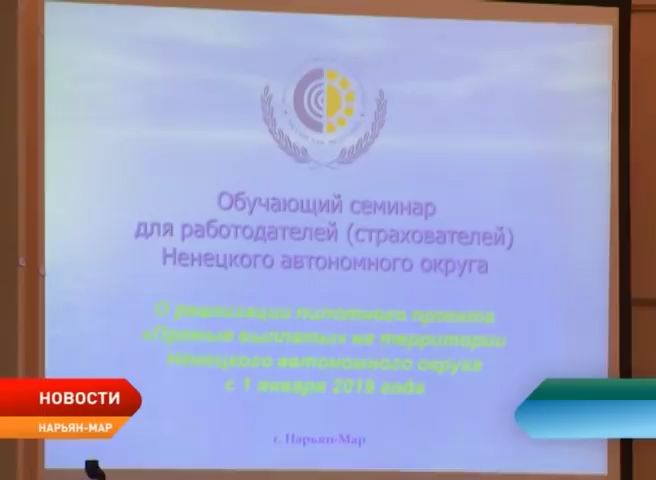 Обучающий семинар
для работодателей (страхователей)
Ненецкого автономного округа
О реализации пилотного проекта
«Прямые выплаты» на территории
Ненецкого автономного округа
с 1 января 2019 года
г. Нарьян-Мар
НОВОСТИ
НАРЬЯН-МАР